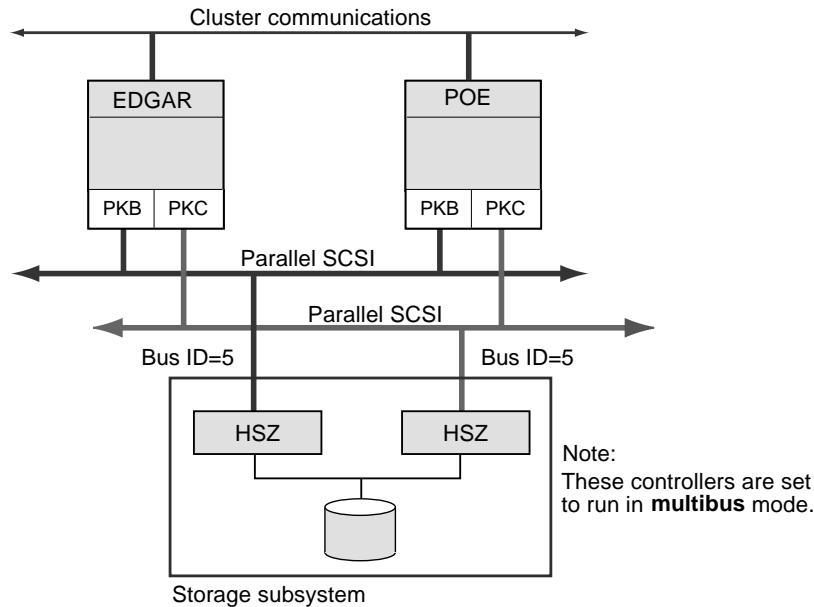 Cluster communications
EDGAR
POE
PKB PKC
PKB PKC
Parallel SCSI
Parallel SCSI
Bus ID=5
Bus ID=5
HSZ
HSZ
Note:
These controllers are set
to run in multibus mode.
Storage subsystem